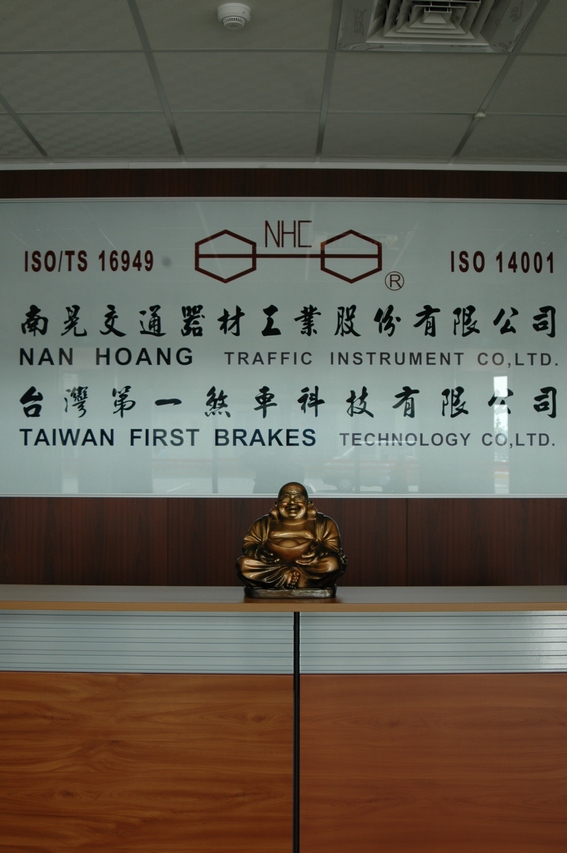 NHC
ISO/TS 16949
®
ISO 14001
南晃交通器材工業股份有限公司
NAN HOANG TRAFFIC INSTRUMENT CO,LTD.
台灣第一煞車科技有限公司
TAIWAN FIRST BRAKES TECHNOLOGY CO,LTD.